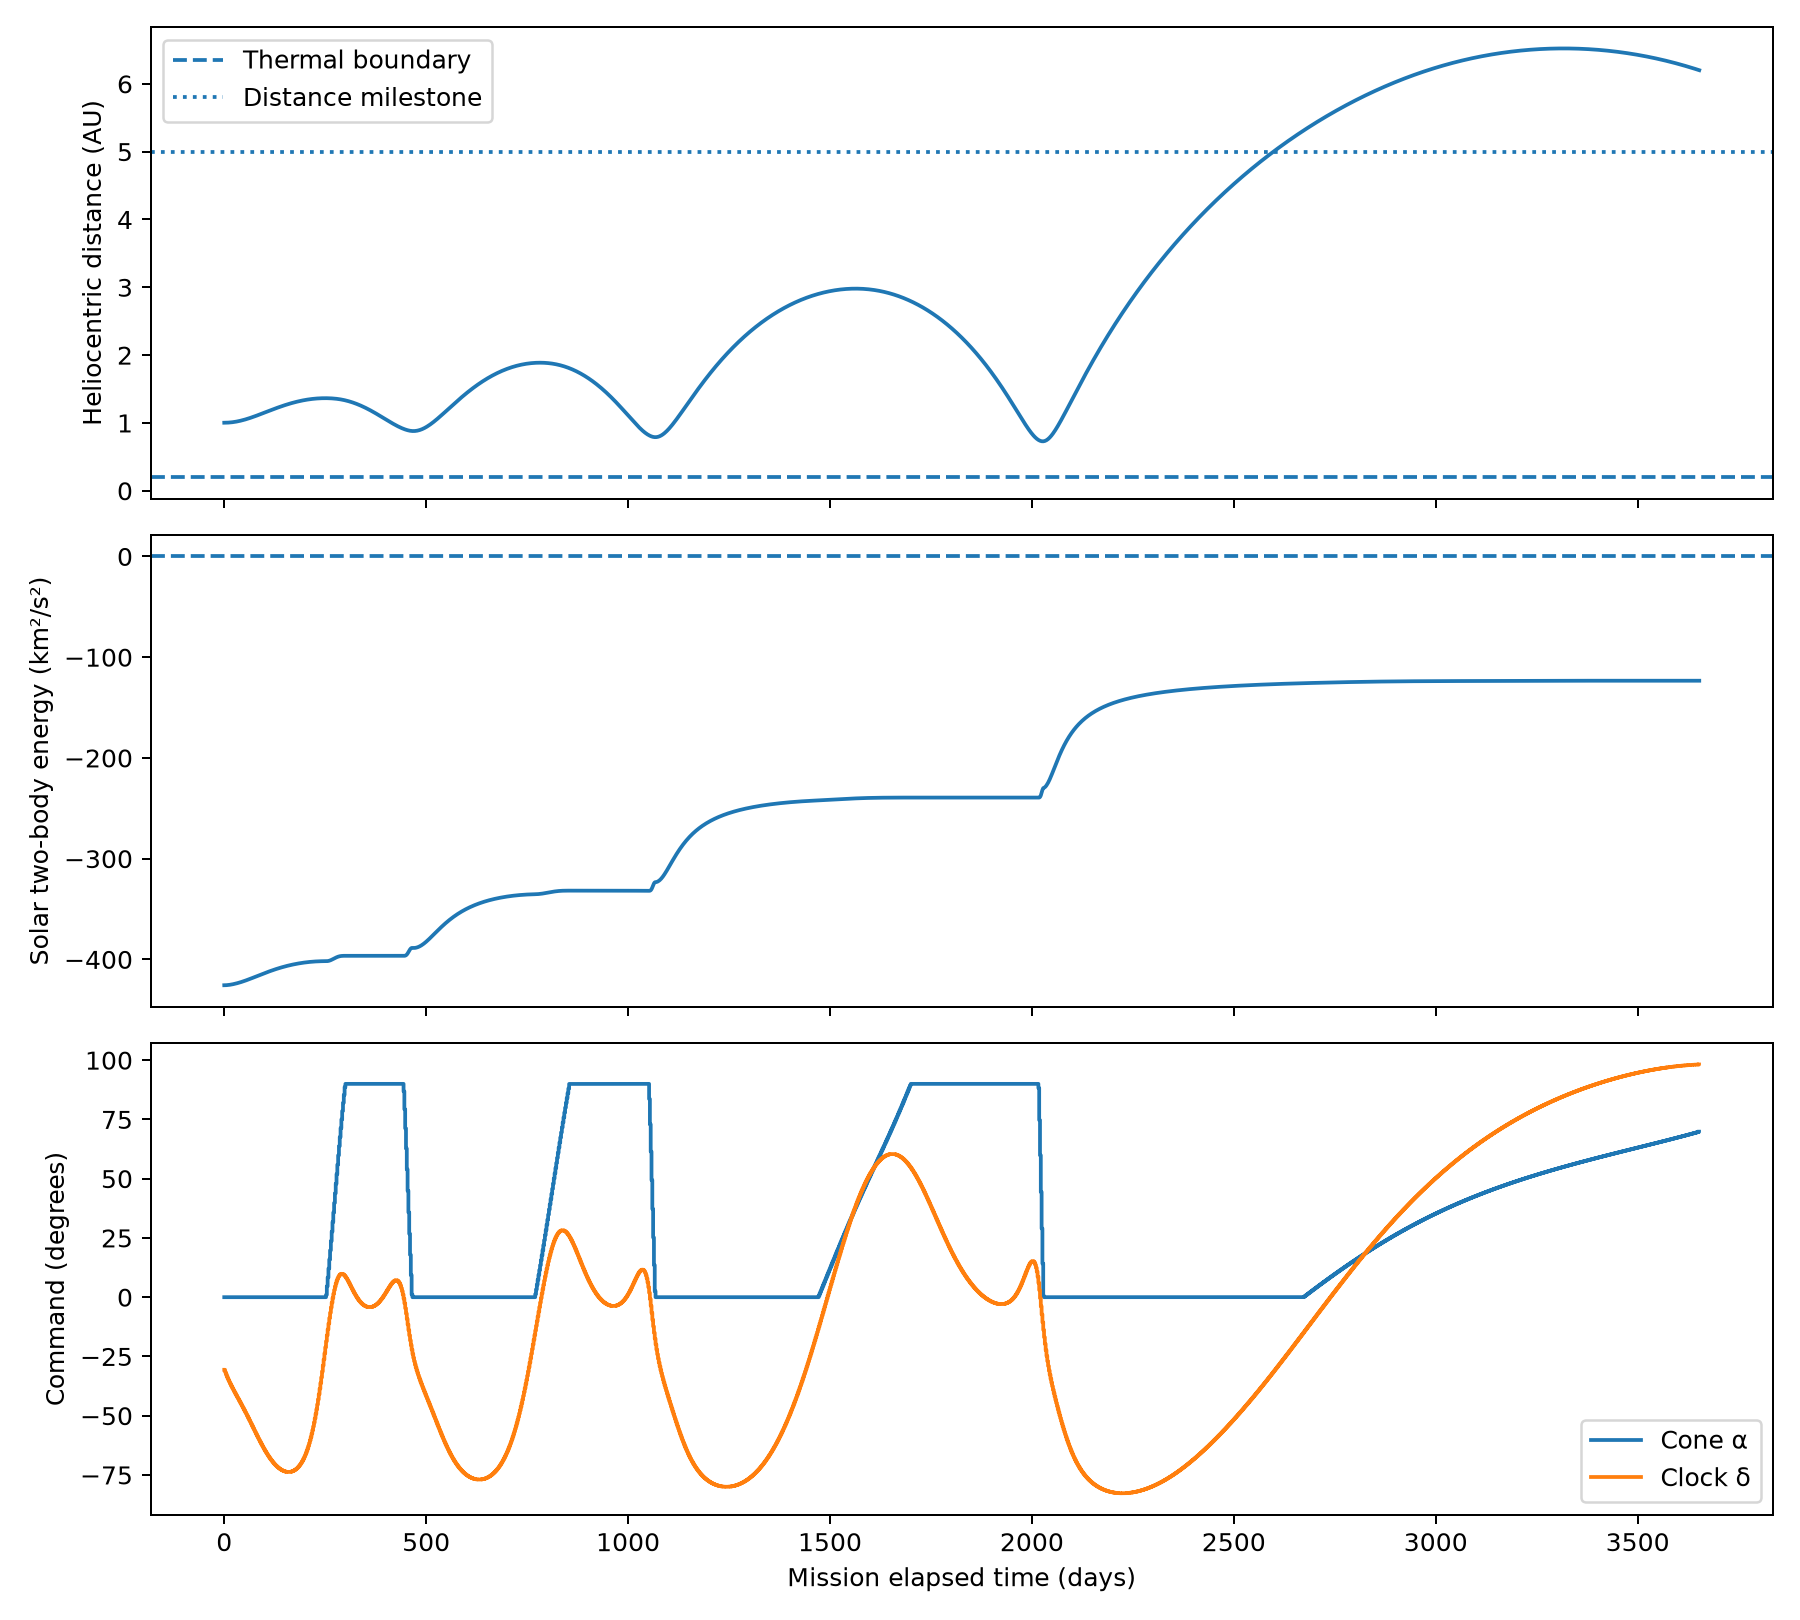 Heliocentric distance (AU)
6
5
4
3
2
1
0
Thermal boundary
Distance milestone
Solar two-body energy (km²/s²)
0
−100
−200
−300
−400
Command (degrees)
100
75
50
25
0
−25
−50
−75
Cone α
Clock δ
0 500 1000 1500 2000 2500 3000 3500
Mission elapsed time (days)